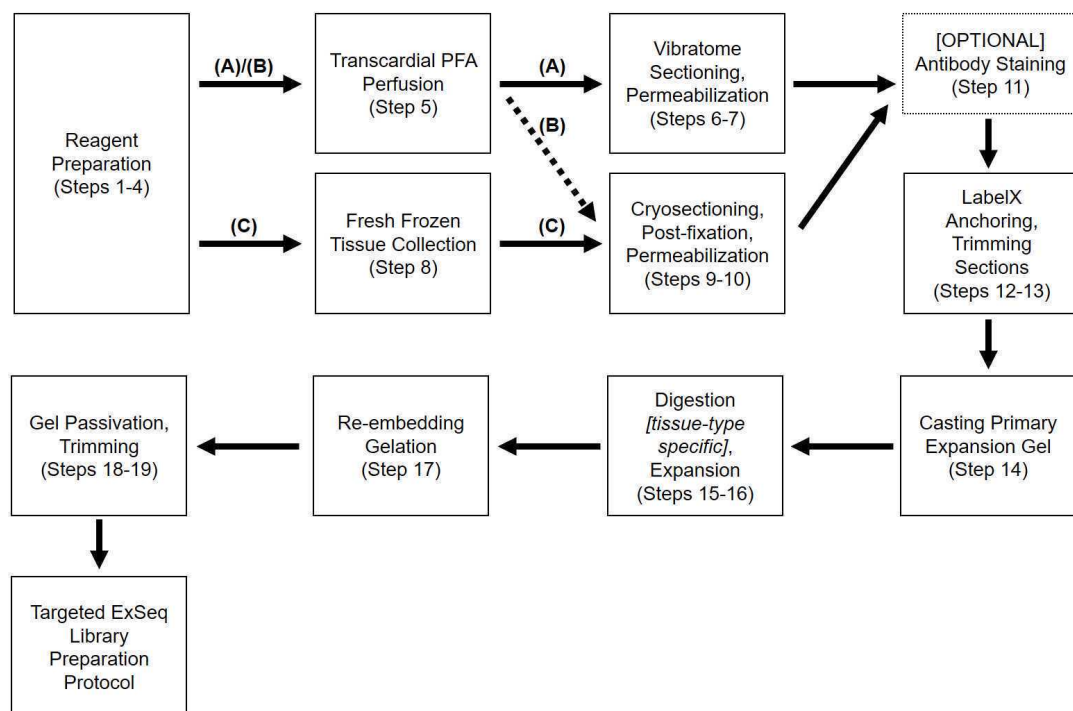 Reagent
Preparation
(Steps 1-4)
(A)/(B)
Transcardial PFA
Perfusion
(Step 5)
(A)
(B)
Vibratome
Sectioning,
Permeabilization
(Steps 6-7)
[OPTIONAL]
Antibody Staining
(Step 11)
(C)
Fresh Frozen
Tissue Collection
(Step 8)
(C)
Cryosectioning,
Post-fixation,
Permeabilization
(Steps 9-10)
LabelX
Anchoring,
Trimming
Sections
(Steps 12-13)
Casting Primary
Expansion Gel
(Step 14)
Digestion
[tissue-type
specific],
Expansion
(Steps 15-16)
Re-embedding
Gelation
(Step 17)
Gel Passivation,
Trimming
(Steps 18-19)
Targeted ExSeq
Library
Preparation
Protocol